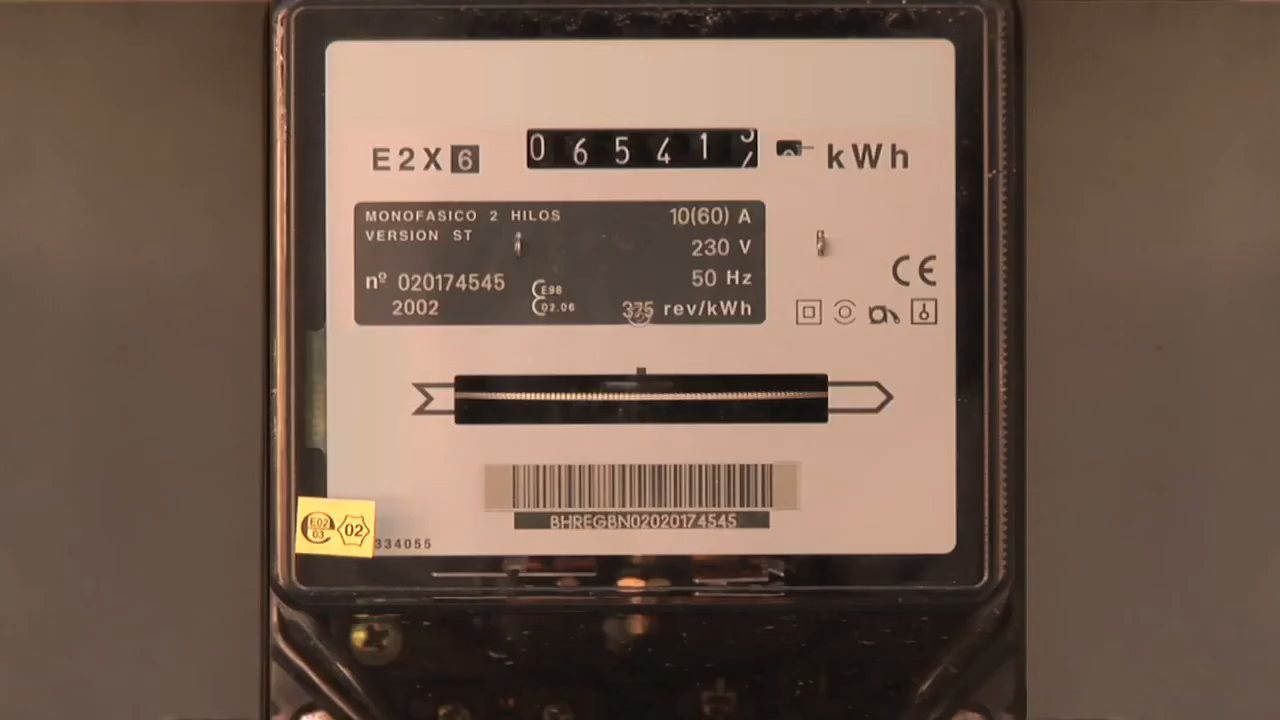 E2X6
06541
kWh
MONOFASICO 2 HILOS
VERSION ST
nº 020174545
2002
E98
02.06
10(60) A
230 V
50 Hz
375 rev/kWh
CE
BHREGBN02020174545
E02
03
02
334055